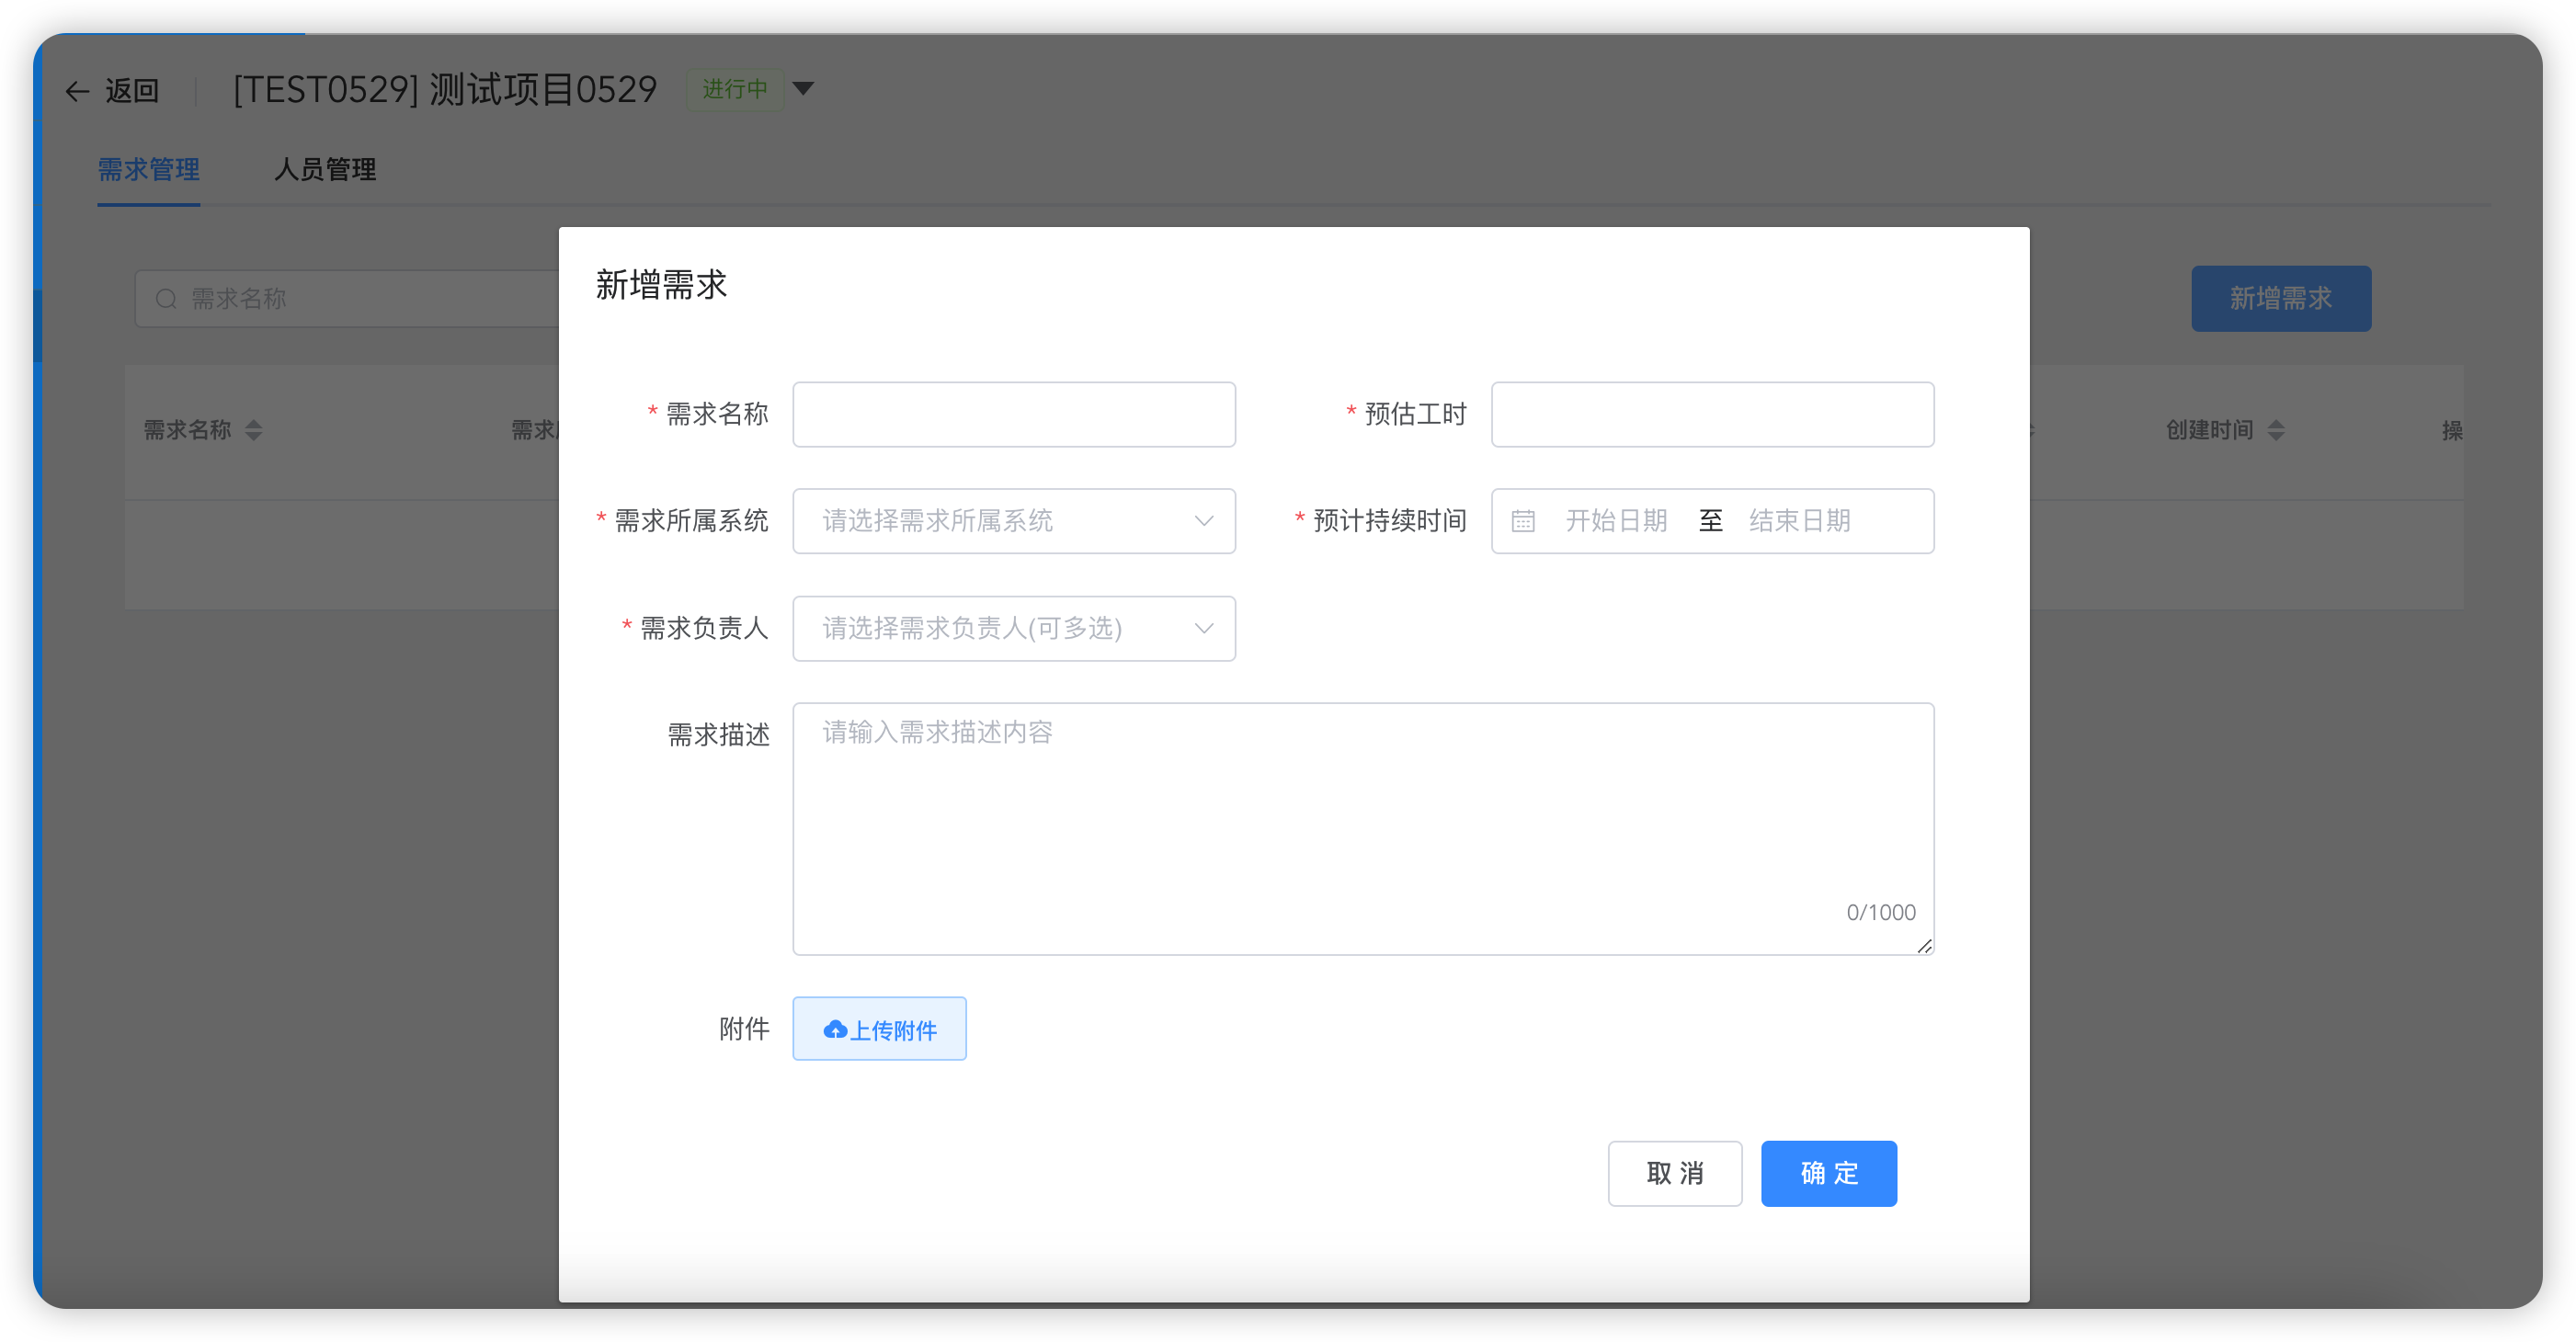 返回 [TEST0529] 测试项目0529 进行中
需求管理 人员管理
需求名称 新增需求
需求名称 需求 创建时间 操
新增需求
* 需求名称 * 预估工时
* 需求所属系统 请选择需求所属系统 * 预计持续时间 开始日期 至 结束日期
* 需求负责人 请选择需求负责人(可多选)
需求描述 请输入需求描述内容
0/1000
附件 上传附件
取 消 确 定